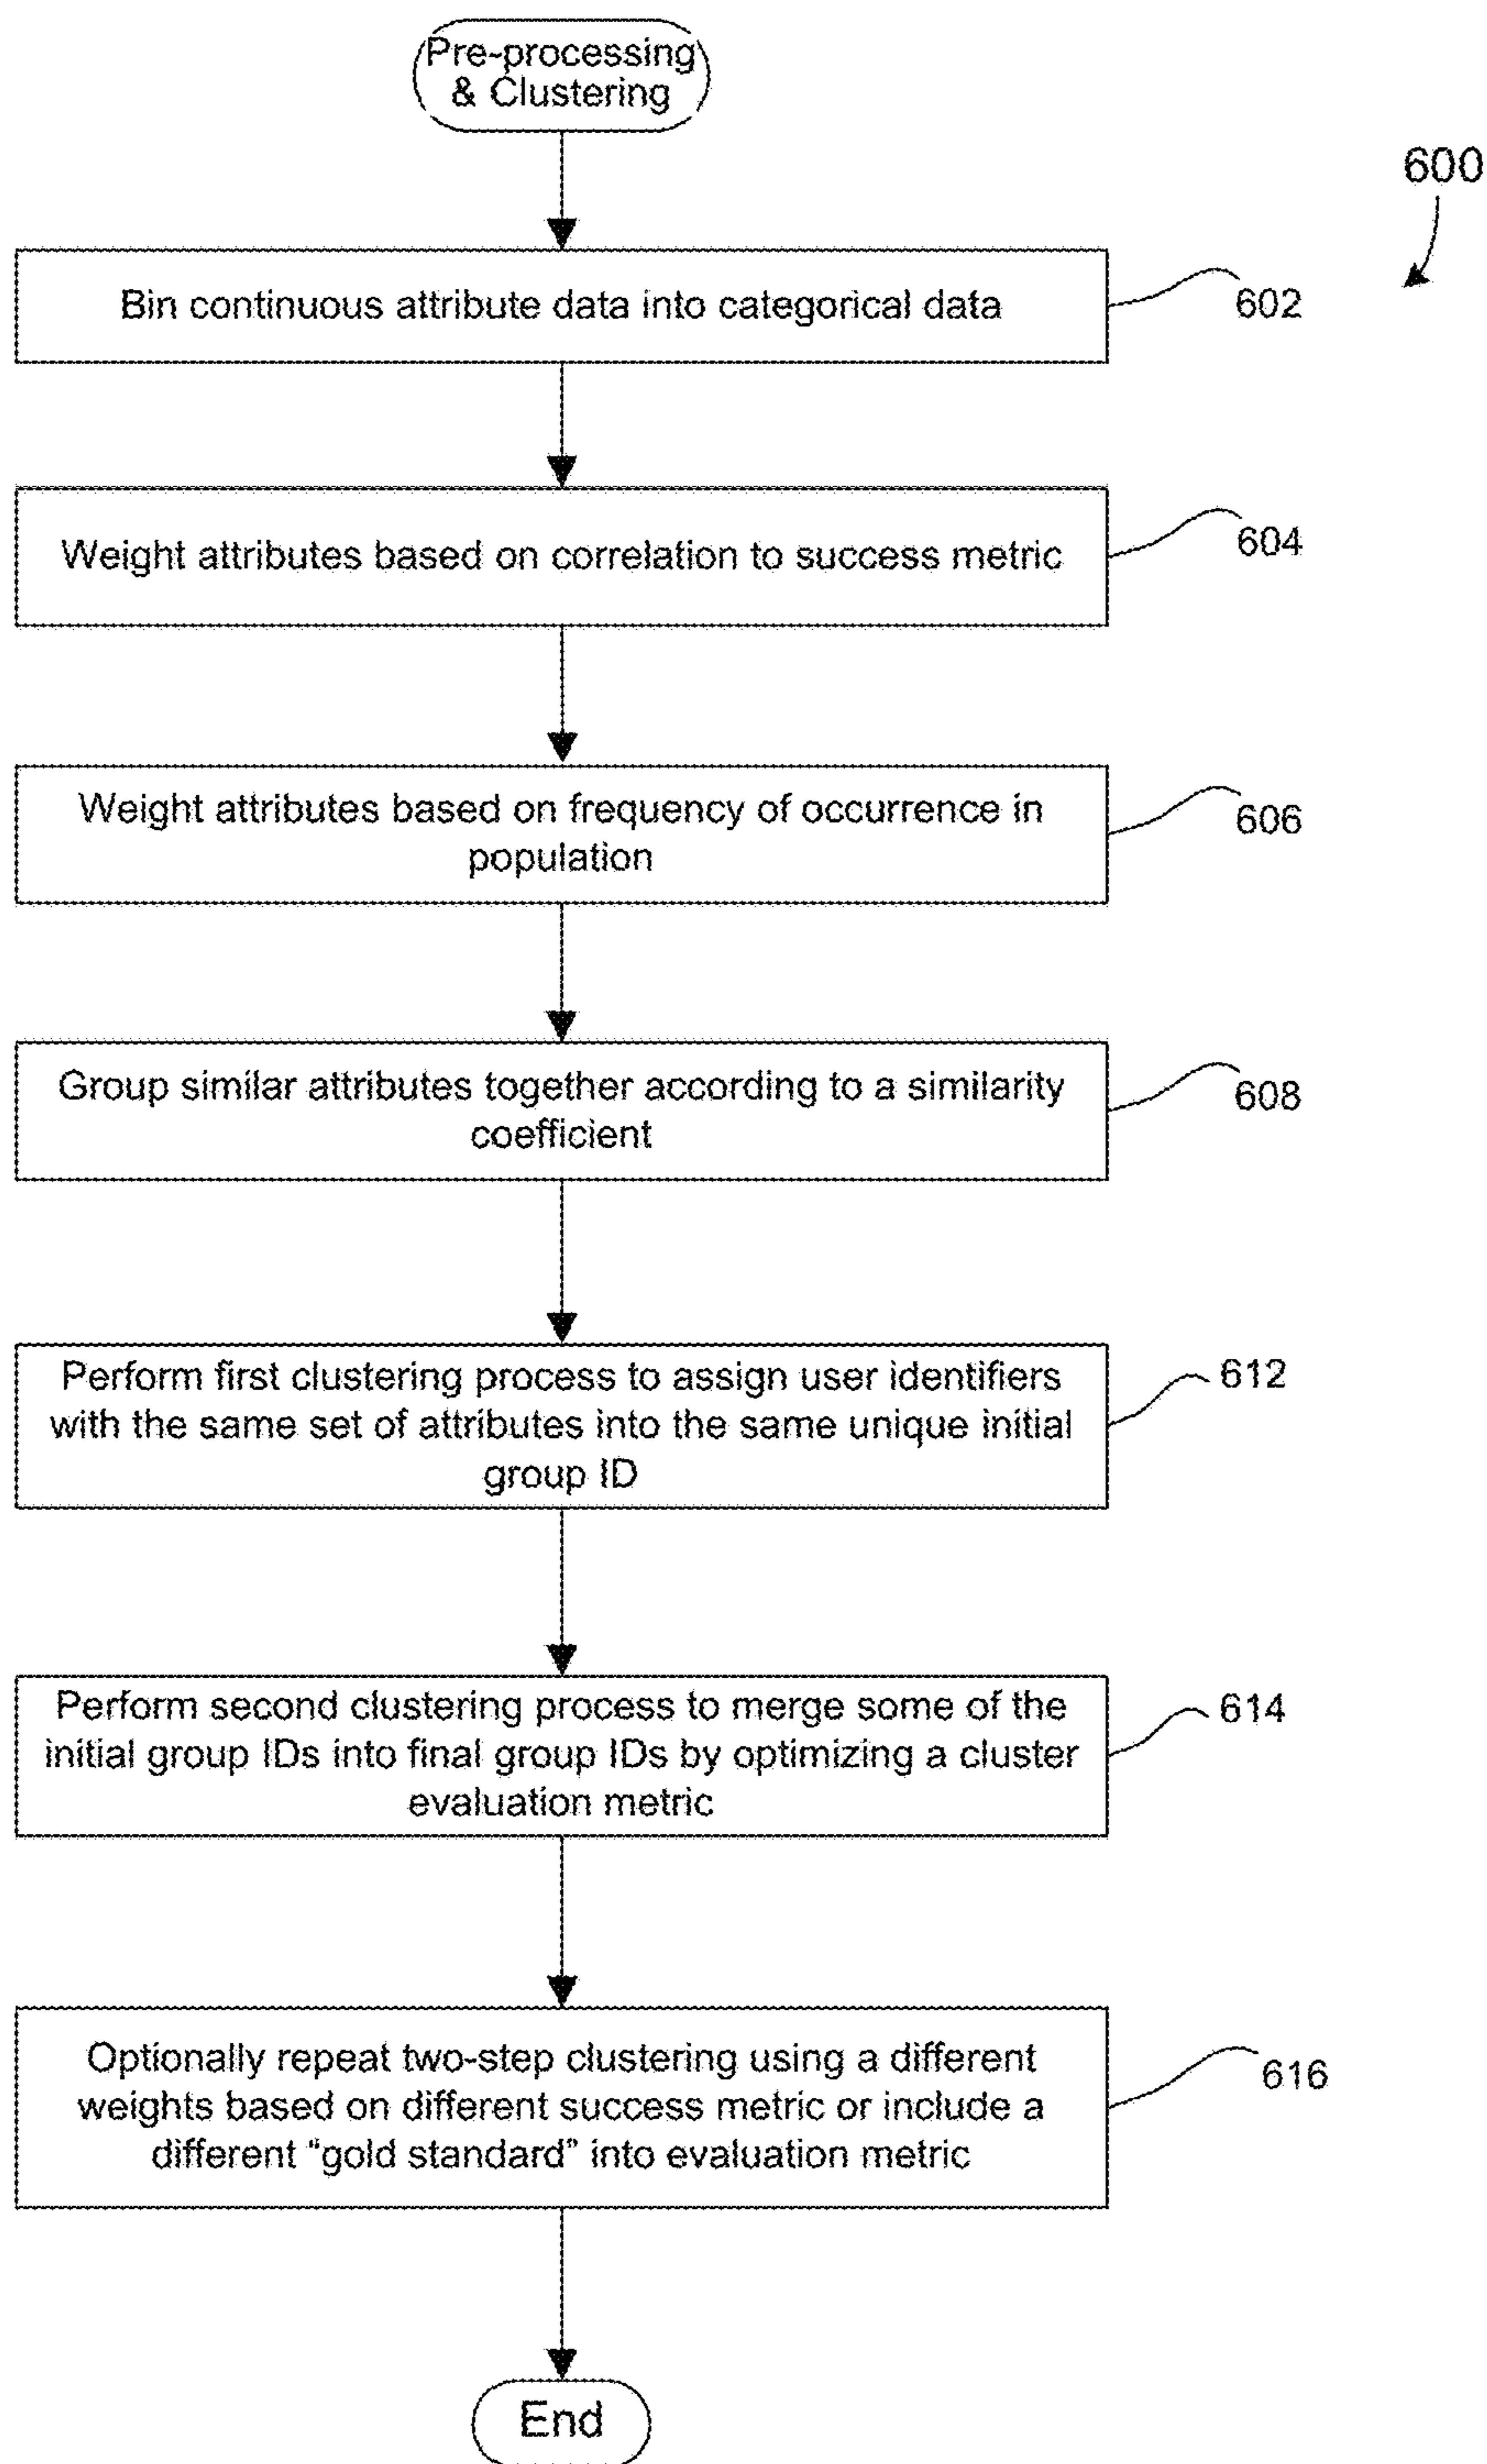 Pre-processing
& Clustering
600
Bin continuous attribute data into categorical data
602
Weight attributes based on correlation to success metric
604
Weight attributes based on frequency of occurrence in
population
606
Group similar attributes together according to a similarity
coefficient
608
Perform first clustering process to assign user identifiers
with the same set of attributes into the same unique initial
group ID
612
Perform second clustering process to merge some of the
initial group IDs into final group IDs by optimizing a cluster
evaluation metric
614
Optionally repeat two-step clustering using a different
weights based on different success metric or include a
different “gold standard” into evaluation metric
616
End